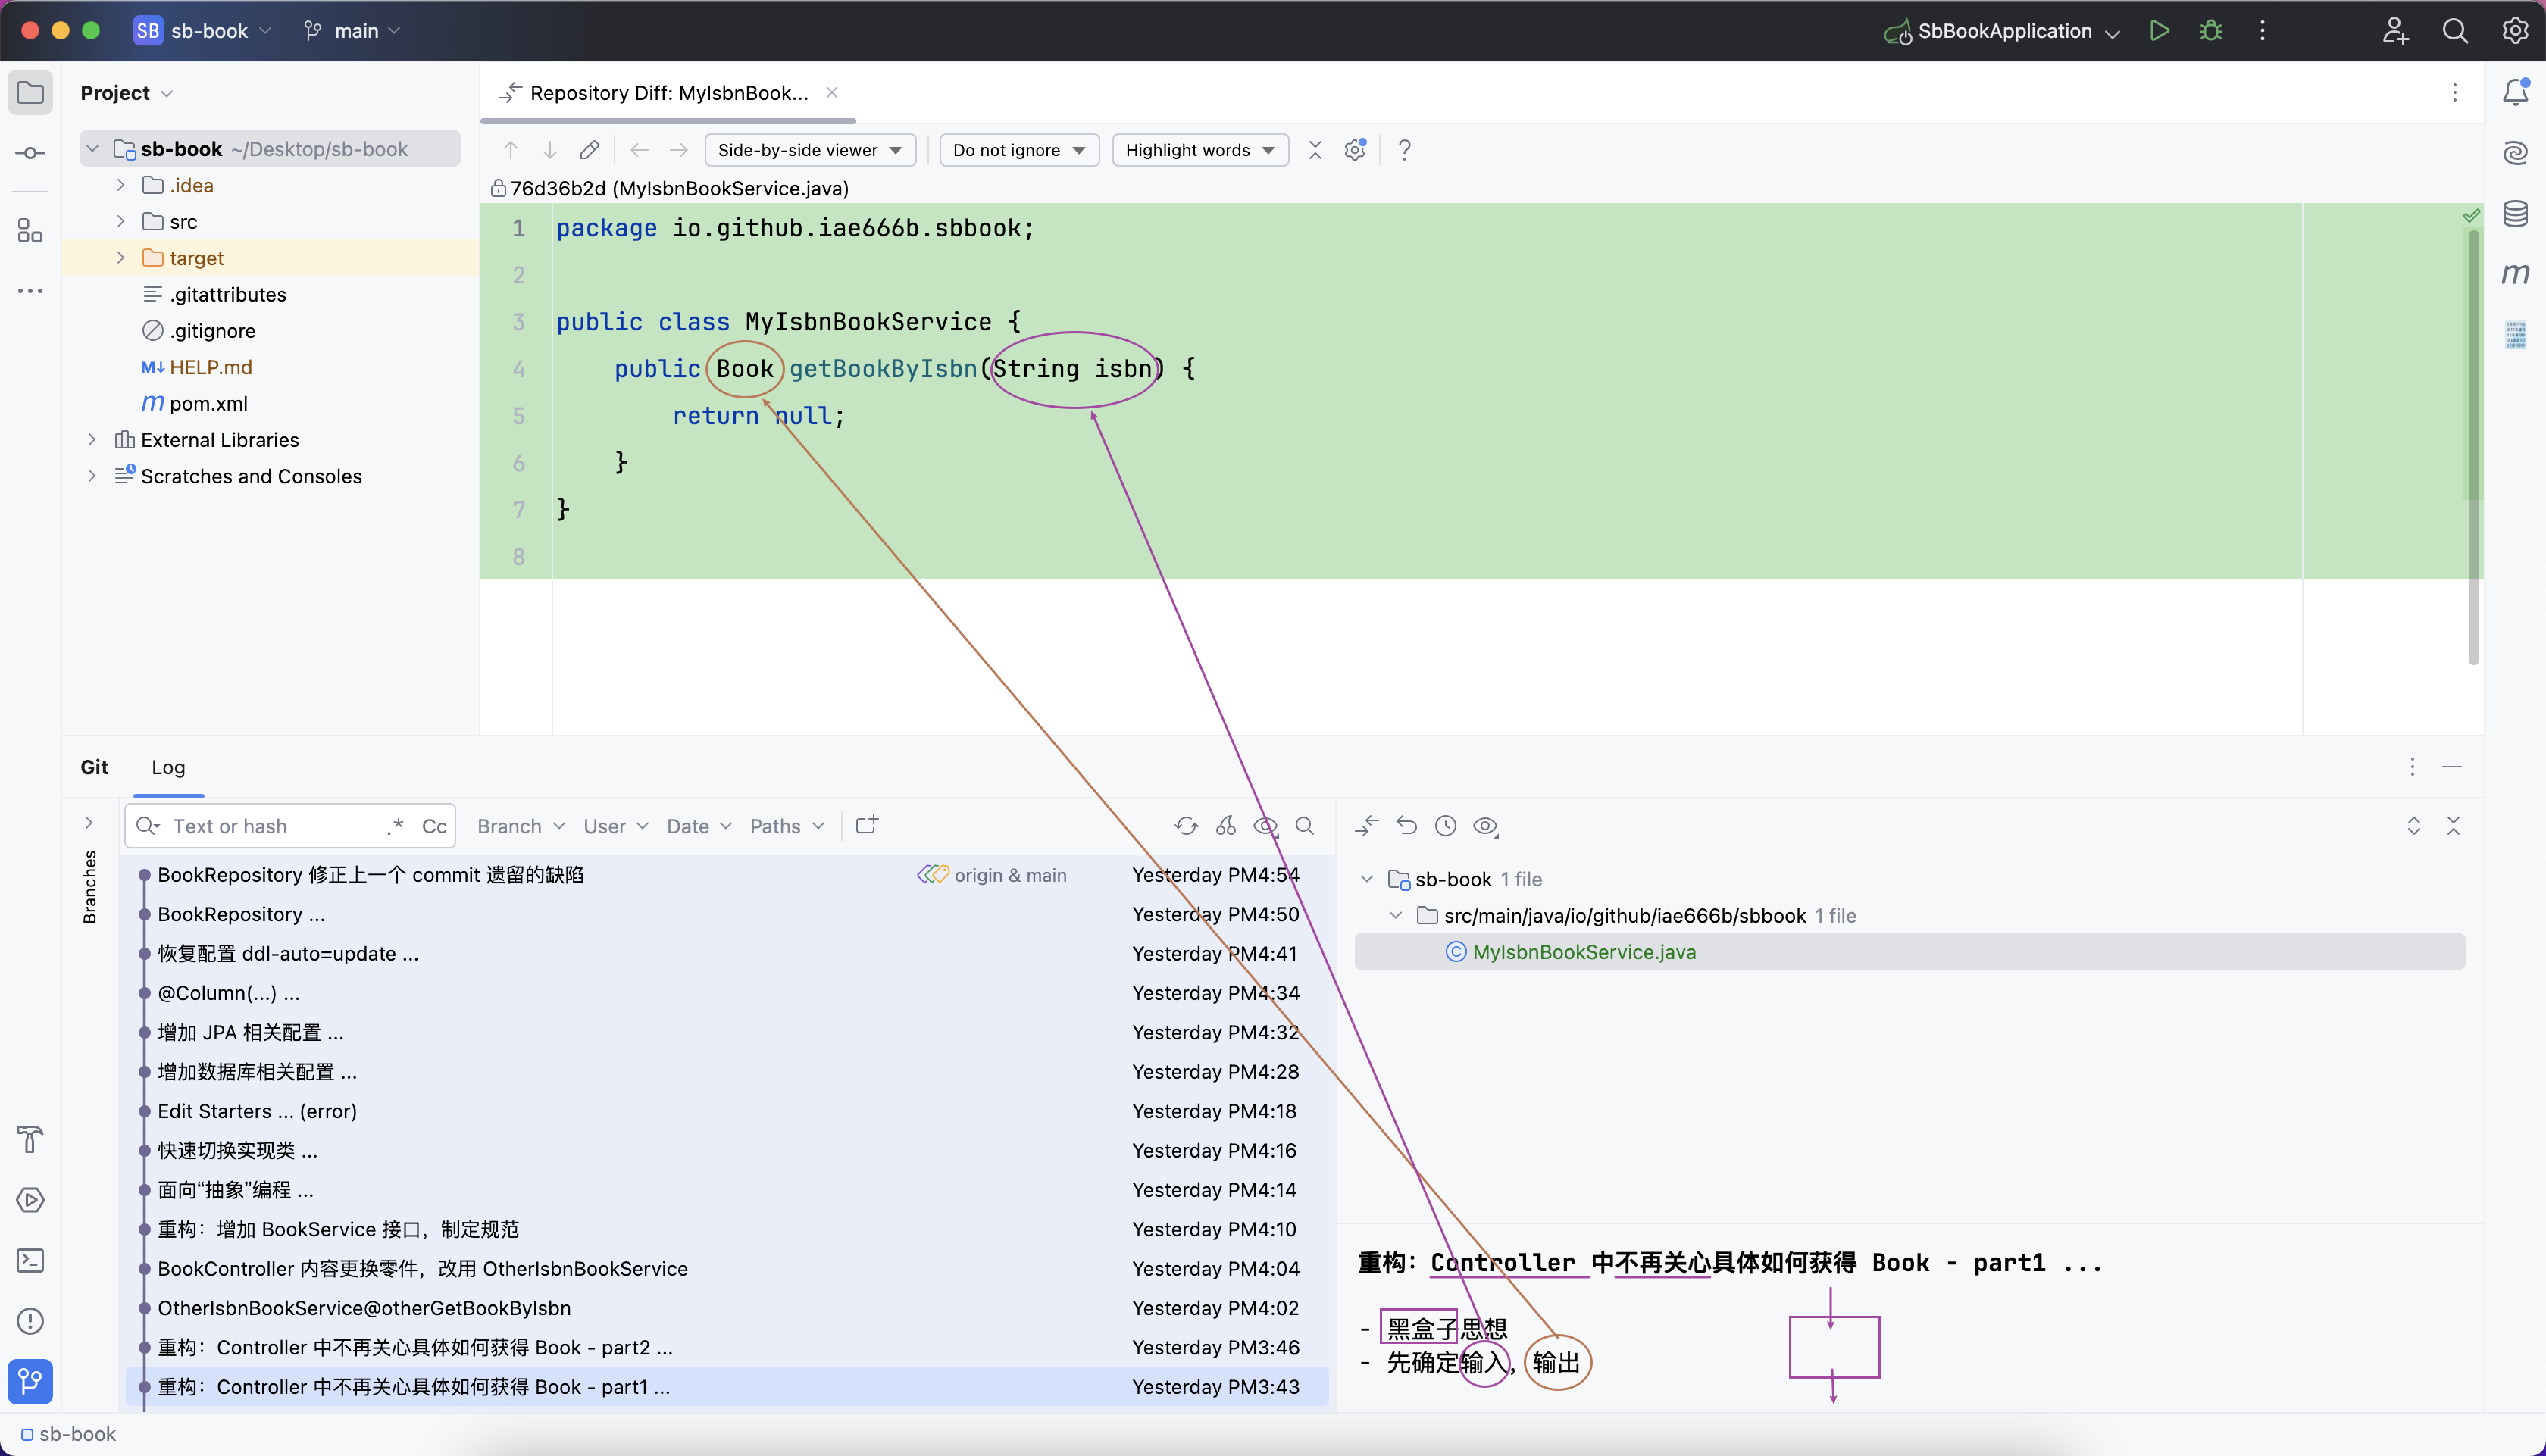 SB sb-book main SbBookApplication
Project
sb-book ~/Desktop/sb-book
.idea
src
target
.gitattributes
.gitignore
M↓ HELP.md
m pom.xml
External Libraries
Scratches and Consoles
Repository Diff: MyIsbnBook...
Side-by-side viewer Do not ignore Highlight words ?
76d36b2d (MyIsbnBookService.java)
1 package io.github.iae666b.sbbook;
2
3 public class MyIsbnBookService {
4 public Book getBookByIsbn(String isbn) {
5 return null;
6 }
7 }
8
m
Git Log
Branches
Text or hash .* Cc Branch User Date Paths
BookRepository 修正上一个 commit 遗留的缺陷 origin & main Yesterday PM4:54
BookRepository ... Yesterday PM4:50
恢复配置 ddl-auto=update ... Yesterday PM4:41
@Column(...) ... Yesterday PM4:34
增加 JPA 相关配置 ... Yesterday PM4:32
增加数据库相关配置 ... Yesterday PM4:28
Edit Starters ... (error) Yesterday PM4:18
快速切换实现类 ... Yesterday PM4:16
面向“抽象”编程 ... Yesterday PM4:14
重构：增加 BookService 接口，制定规范 Yesterday PM4:10
BookController 内容更换零件，改用 OtherIsbnBookService Yesterday PM4:04
OtherIsbnBookService@otherGetBookByIsbn Yesterday PM4:02
重构：Controller 中不再关心具体如何获得 Book - part2 ... Yesterday PM3:46
重构：Controller 中不再关心具体如何获得 Book - part1 ... Yesterday PM3:43
sb-book 1 file
src/main/java/io/github/iae666b/sbbook 1 file
© MyIsbnBookService.java
重构：Controller 中不再关心具体如何获得 Book - part1 ...
- 黑盒子思想
- 先确定输入，输出
sb-book